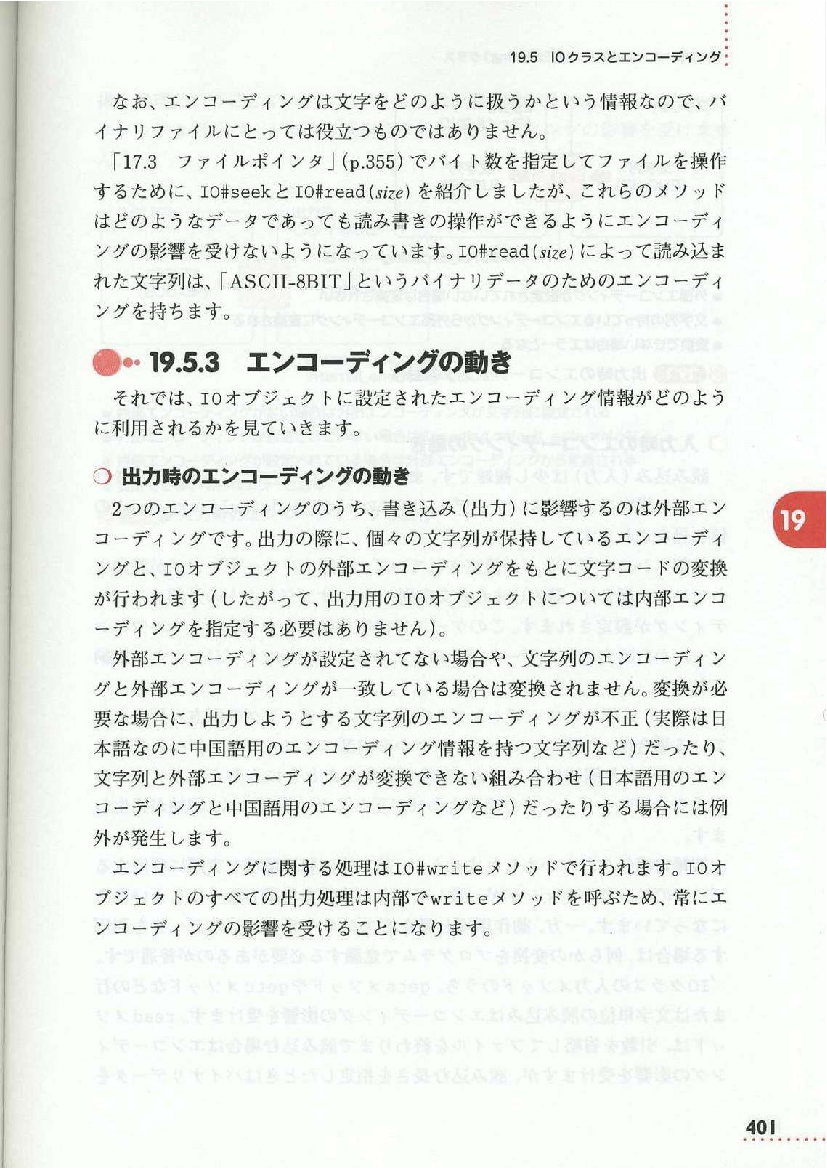 19.5 IOクラスとエンコーディング
なお、エンコーディングは文字をどのように扱うかという情報なので、バ
イナリファイルにとっては役立つものではありません。
「17.3 ファイルポインタ」(p.355)でバイト数を指定してファイルを操作
するために、IO#seekとIO#read(size)を紹介しましたが、これらのメソッド
はどのようなデータであっても読み書きの操作ができるようにエンコーディ
ングの影響を受けないようになっています。IO#read(size)によって読み込ま
れた文字列は、「ASCII-8BIT」というバイナリデータのためのエンコーディ
ングを持ちます。
19.5.3 エンコーディングの動き
それでは、IOオブジェクトに設定されたエンコーディング情報がどのよう
に利用されるかを見ていきます。
出力時のエンコーディングの動き
2つのエンコーディングのうち、書き込み(出力)に影響するのは外部エン
コーディングです。出力の際に、個々の文字列が保持しているエンコーディ
ングと、IOオブジェクトの外部エンコーディングをもとに文字コードの変換
が行われます(したがって、出力用のIOオブジェクトについては内部エンコ
ーディングを指定する必要はありません)。
外部エンコーディングが設定されてない場合や、文字列のエンコーディン
グと外部エンコーディングが一致している場合は変換されません。変換が必
要な場合に、出力しようとする文字列のエンコーディングが不正(実際は日
本語なのに中国語用のエンコーディング情報を持つ文字列など)だったり、
文字列と外部エンコーディングが変換できない組み合わせ(日本語用のエン
コーディングと中国語用のエンコーディングなど)だったりする場合には例
外が発生します。
エンコーディングに関する処理はIO#writeメソッドで行われます。IOオ
ブジェクトのすべての出力処理は内部でwriteメソッドを呼ぶため、常にエ
ンコーディングの影響を受けることになります。
19
401